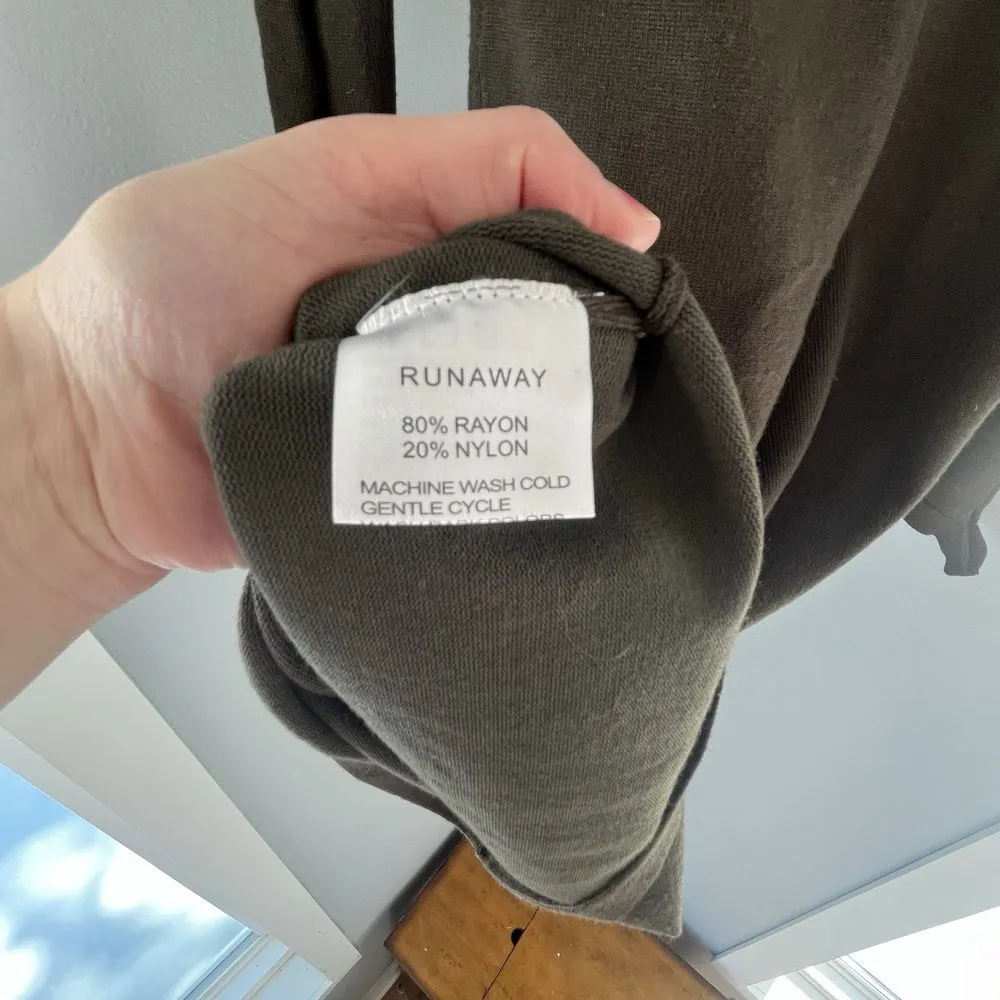 RUNAWAY
80% RAYON
20% NYLON
MACHINE WASH COLD
GENTLE CYCLE